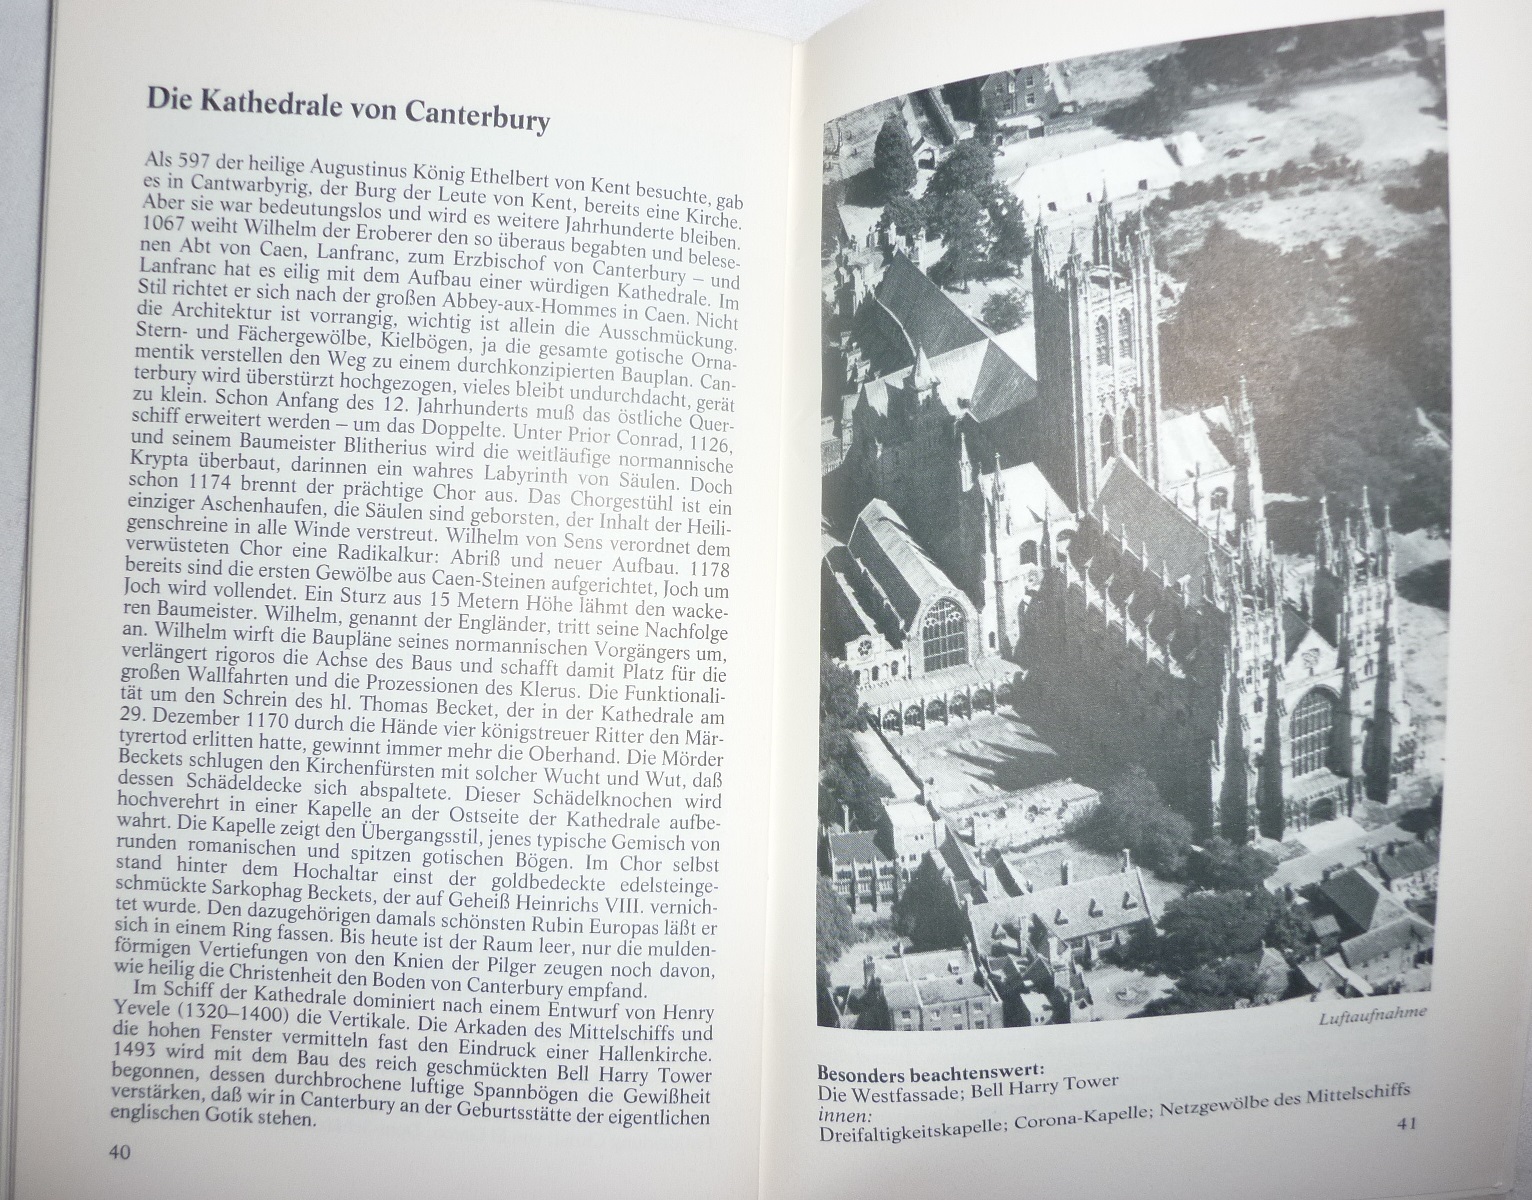 Die Kathedrale von Canterbury
Als 597 der heilige Augustinus König Ethelbert von Kent besuchte, gab
es in Cantwarbyrig, der Burg der Leute von Kent, bereits eine Kirche.
Aber sie war bedeutungslos und wird es weitere Jahrhunderte bleiben.
1067 weiht Wilhelm der Eroberer den so überaus begabten und belese-
nen Abt von Caen, Lanfranc, zum Erzbischof von Canterbury – und
Lanfranc hat es eilig mit dem Aufbau einer würdigen Kathedrale. Im
Stil richtet er sich nach der großen Abbey-aux-Hommes in Caen. Nicht
die Architektur ist vorrangig, wichtig ist allein die Ausschmückung.
Stern- und Fächergewölbe, Kielbögen, ja die gesamte gotische Orna-
mentik verstellen den Weg zu einem durchkonzipierten Bauplan. Can-
terbury wird überstürzt hochgezogen, vieles bleibt undurchdacht, gerät
zu klein. Schon Anfang des 12. Jahrhunderts muß das östliche Quer-
schiff erweitert werden – um das Doppelte. Unter Prior Conrad, 1126,
und seinem Baumeister Blitherius wird die weitläufige normannische
Krypta überbaut, darinnen ein wahres Labyrinth von Säulen. Doch
schon 1174 brennt der prächtige Chor aus. Das Chorgestühl ist ein
einziger Aschenhaufen, die Säulen sind geborsten, der Inhalt der Heili-
genschreine in alle Winde verstreut. Wilhelm von Sens verordnet dem
verwüsteten Chor eine Radikalkur: Abriß und neuer Aufbau. 1178
bereits sind die ersten Gewölbe aus Caen-Steinen aufgerichtet, Joch um
Joch wird vollendet. Ein Sturz aus 15 Metern Höhe lähmt den wacke-
ren Baumeister. Wilhelm, genannt der Engländer, tritt seine Nachfolge
an. Wilhelm wirft die Baupläne seines normannischen Vorgängers um,
verlängert rigoros die Achse des Baus und schafft damit Platz für die
großen Wallfahrten und die Prozessionen des Klerus. Die Funktionali-
tät um den Schrein des hl. Thomas Becket, der in der Kathedrale am
29. Dezember 1170 durch die Hände vier königstreuer Ritter den Mär-
tyrertod erlitten hatte, gewinnt immer mehr die Oberhand. Die Mörder
Beckets schlugen den Kirchenfürsten mit solcher Wucht und Wut, daß
dessen Schädeldecke sich abspaltete. Dieser Schädelknochen wird
hochverehrt in einer Kapelle an der Ostseite der Kathedrale aufbe-
wahrt. Die Kapelle zeigt den Übergangsstil, jenes typische Gemisch von
runden romanischen und spitzen gotischen Bögen. Im Chor selbst
stand hinter dem Hochaltar einst der goldbedeckte edelsteinge-
schmückte Sarkophag Beckets, der auf Geheiß Heinrichs VIII. vernich-
tet wurde. Den dazugehörigen damals schönsten Rubin Europas läßt er
sich in einem Ring fassen. Bis heute ist der Raum leer, nur die mulden-
förmigen Vertiefungen von den Knien der Pilger zeugen noch davon,
wie heilig die Christenheit den Boden von Canterbury empfand.
Im Schiff der Kathedrale dominiert nach einem Entwurf von Henry
Yevele (1320–1400) die Vertikale. Die Arkaden des Mittelschiffs und
die hohen Fenster vermitteln fast den Eindruck einer Hallenkirche.
1493 wird mit dem Bau des reich geschmückten Bell Harry Tower
begonnen, dessen durchbrochene luftige Spannbögen die Gewißheit
verstärken, daß wir in Canterbury an der Geburtsstätte der eigentlichen
englischen Gotik stehen.
40
Luftaufnahme
Besonders beachtenswert:
Die Westfassade; Bell Harry Tower
innen:
Dreifaltigkeitskapelle; Corona-Kapelle; Netzgewölbe des Mittelschiffs
41